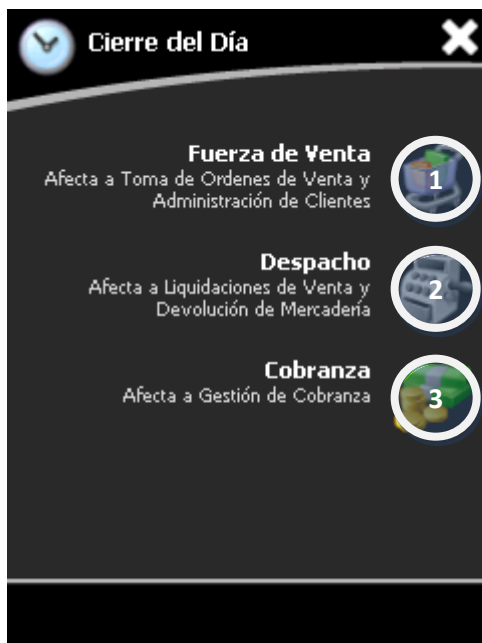 Cierre del Día
Fuerza de Venta
Afecta a Toma de Ordenes de Venta y
Administración de Clientes
1
Despacho
Afecta a Liquidaciones de Venta y
Devolución de Mercadería
2
Cobranza
Afecta a Gestión de Cobranza
3